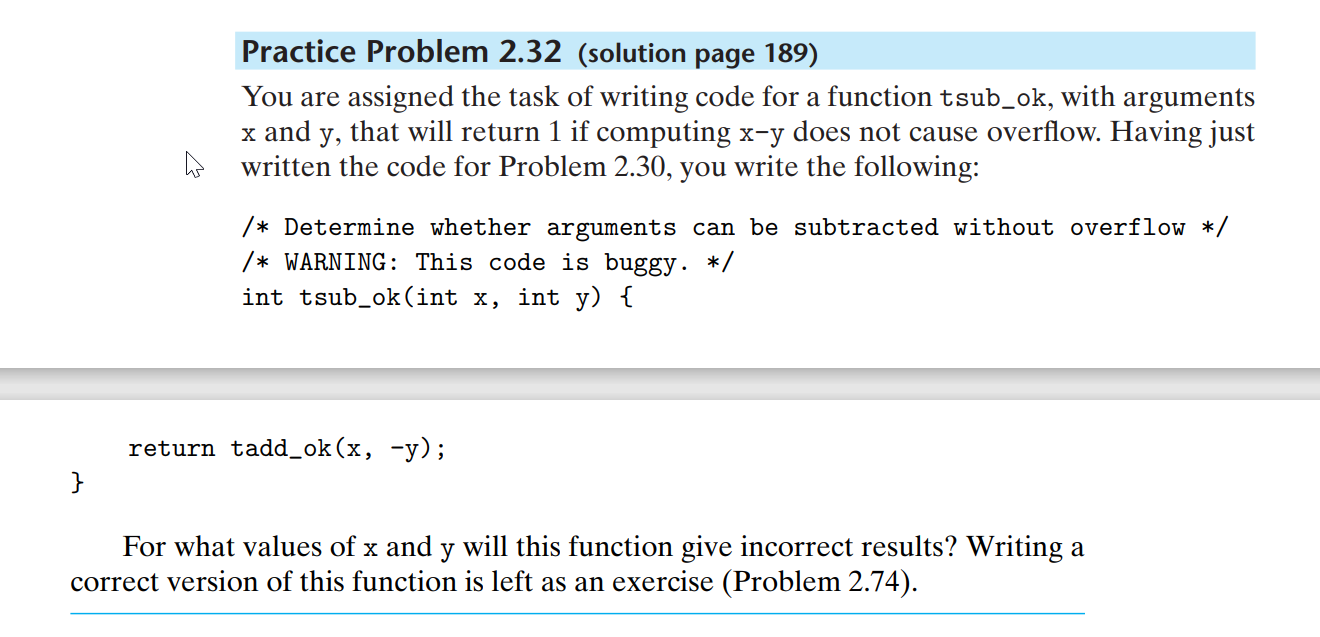 Practice Problem 2.32 (solution page 189)
You are assigned the task of writing code for a function tsub_ok, with arguments
x and y, that will return 1 if computing x-y does not cause overflow. Having just
written the code for Problem 2.30, you write the following:
/* Determine whether arguments can be subtracted without overflow */
/* WARNING: This code is buggy. */
int tsub_ok(int x, int y) {
return tadd_ok(x, -y);
}
For what values of x and y will this function give incorrect results? Writing a
correct version of this function is left as an exercise (Problem 2.74).